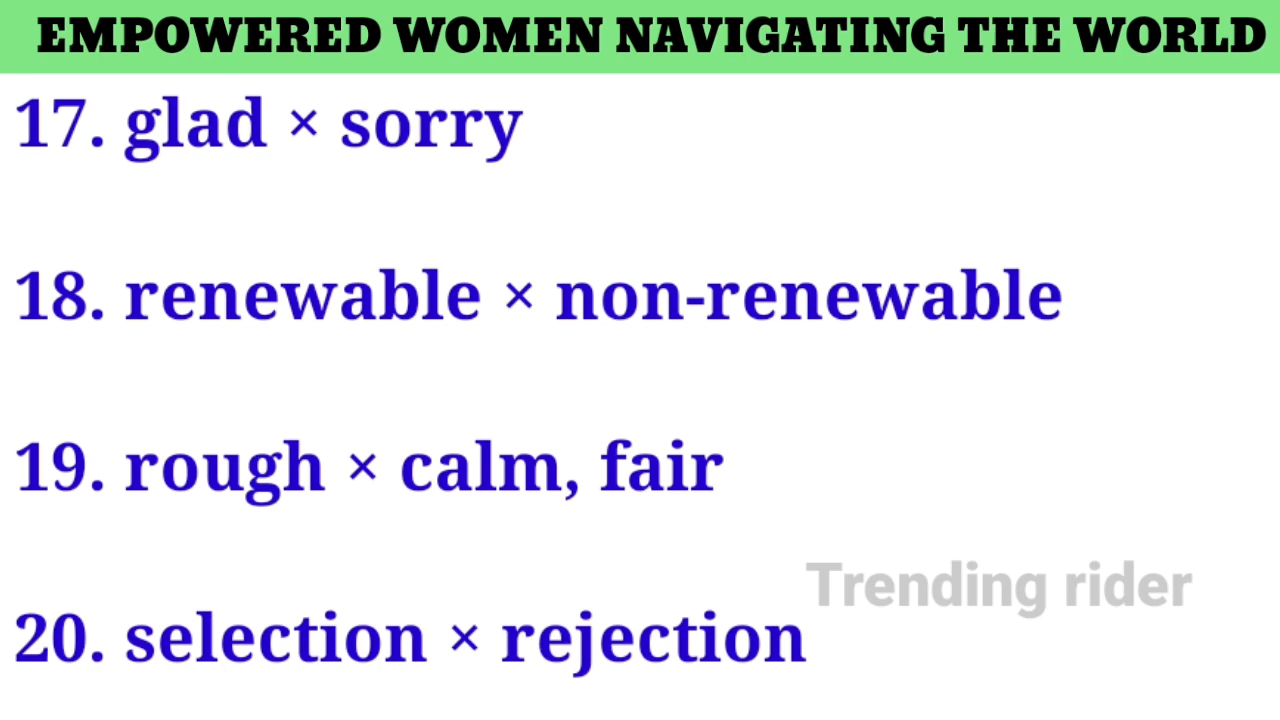 EMPOWERED WOMEN NAVIGATING THE WORLD
17. glad × sorry
18. renewable × non-renewable
19. rough × calm, fair
Trending rider
20. selection × rejection